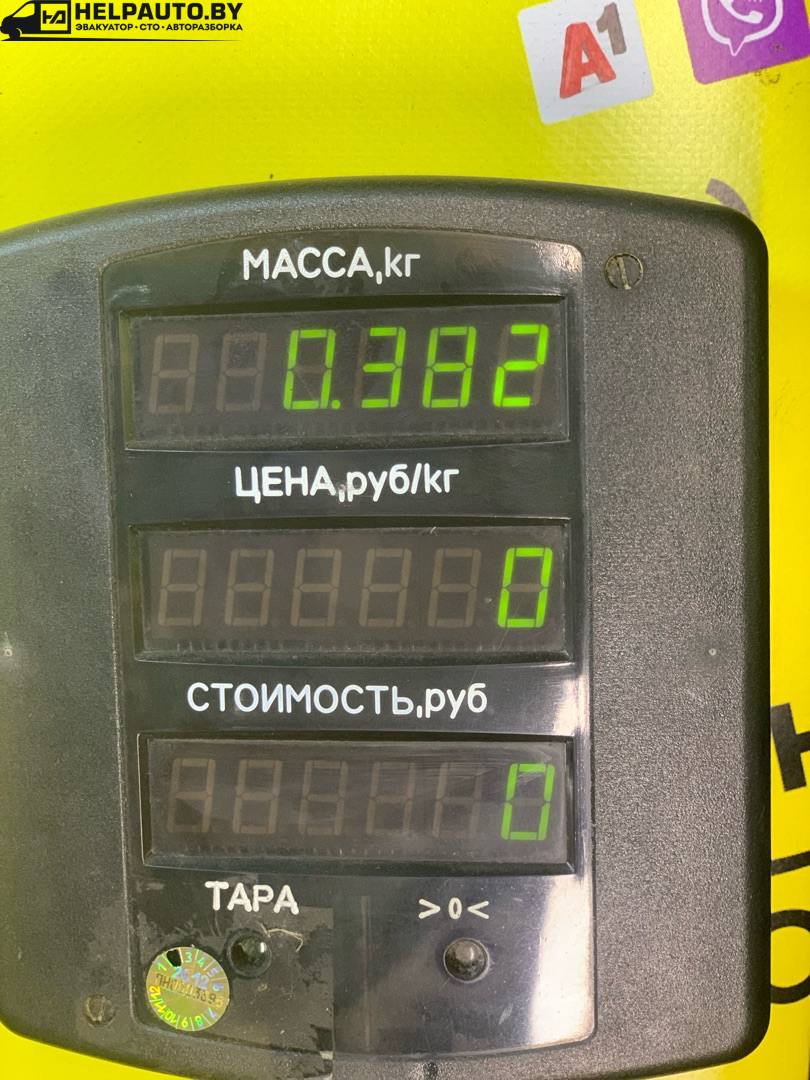 HELPAUTO.BY
ЭВАКУАТОР • СТО • АВТОРАЗБОРКА
A1
МАССА,кг
0.382
ЦЕНА,руб/кг
0
СТОИМОСТЬ,руб
0
ТАРА
>0<